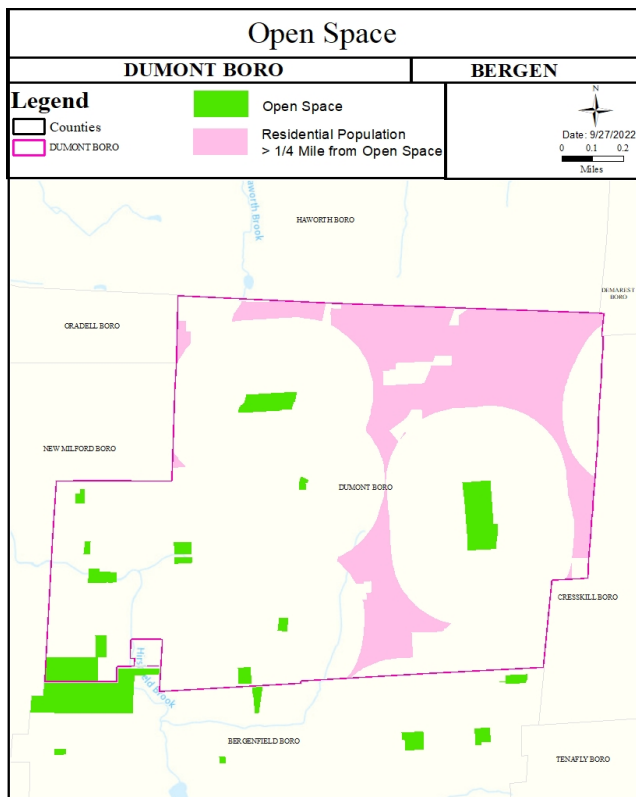 Open Space
DUMONT BORO
BERGEN
Legend
Counties
DUMONT BORO
Open Space
Residential Population
> 1/4 Mile from Open Space
N
Date: 9/27/2022
0 0.1 0.2
Miles
aworth Brook
HAWORTH BORO
DEMAREST
BORO
ORADELL BORO
NEW MILFORD BORO
DUMONT BORO
CRESSKILL BORO
Brook
BERGENFIELD BORO
TENAFLY BORO